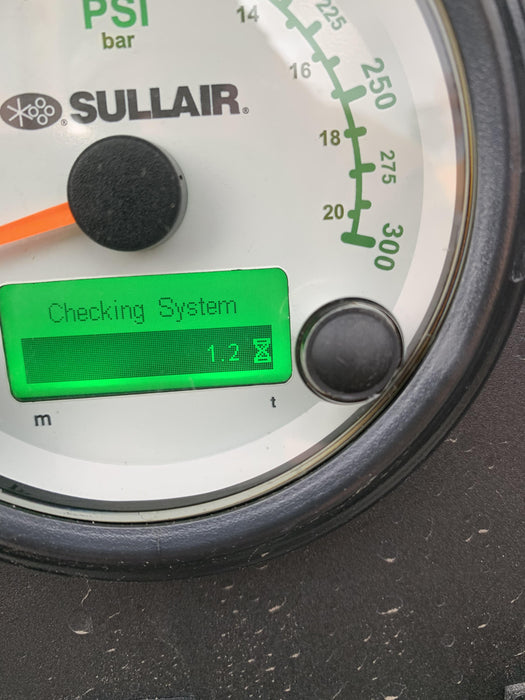 PSI
bar
SULLAIR®
14
225
16
250
18
275
20
300
Checking System
1.2
m
t